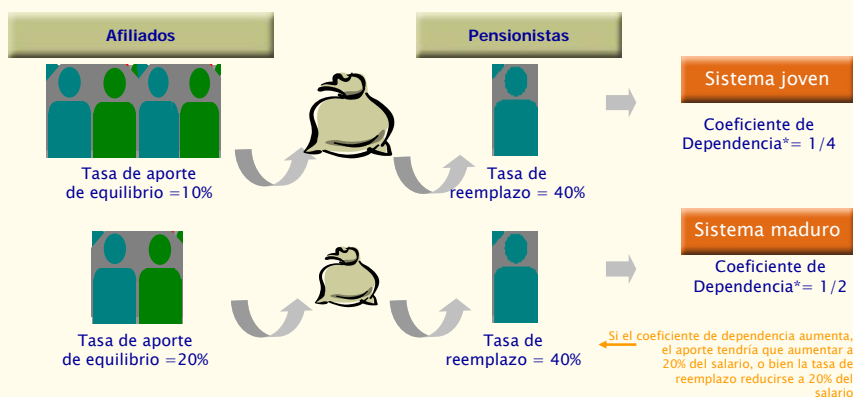 Afiliados
Pensionistas
Sistema joven
Coeficiente de
Dependencia*= 1/4
Tasa de aporte
de equilibrio =10%
Tasa de
reemplazo = 40%
Sistema maduro
Coeficiente de
Dependencia*= 1/2
Tasa de aporte
de equilibrio =20%
Tasa de
reemplazo = 40%
Si el coeficiente de dependencia aumenta,
el aporte tendría que aumentar a
20% del salario, o bien la tasa de
reemplazo reducirse a 20% del
salario